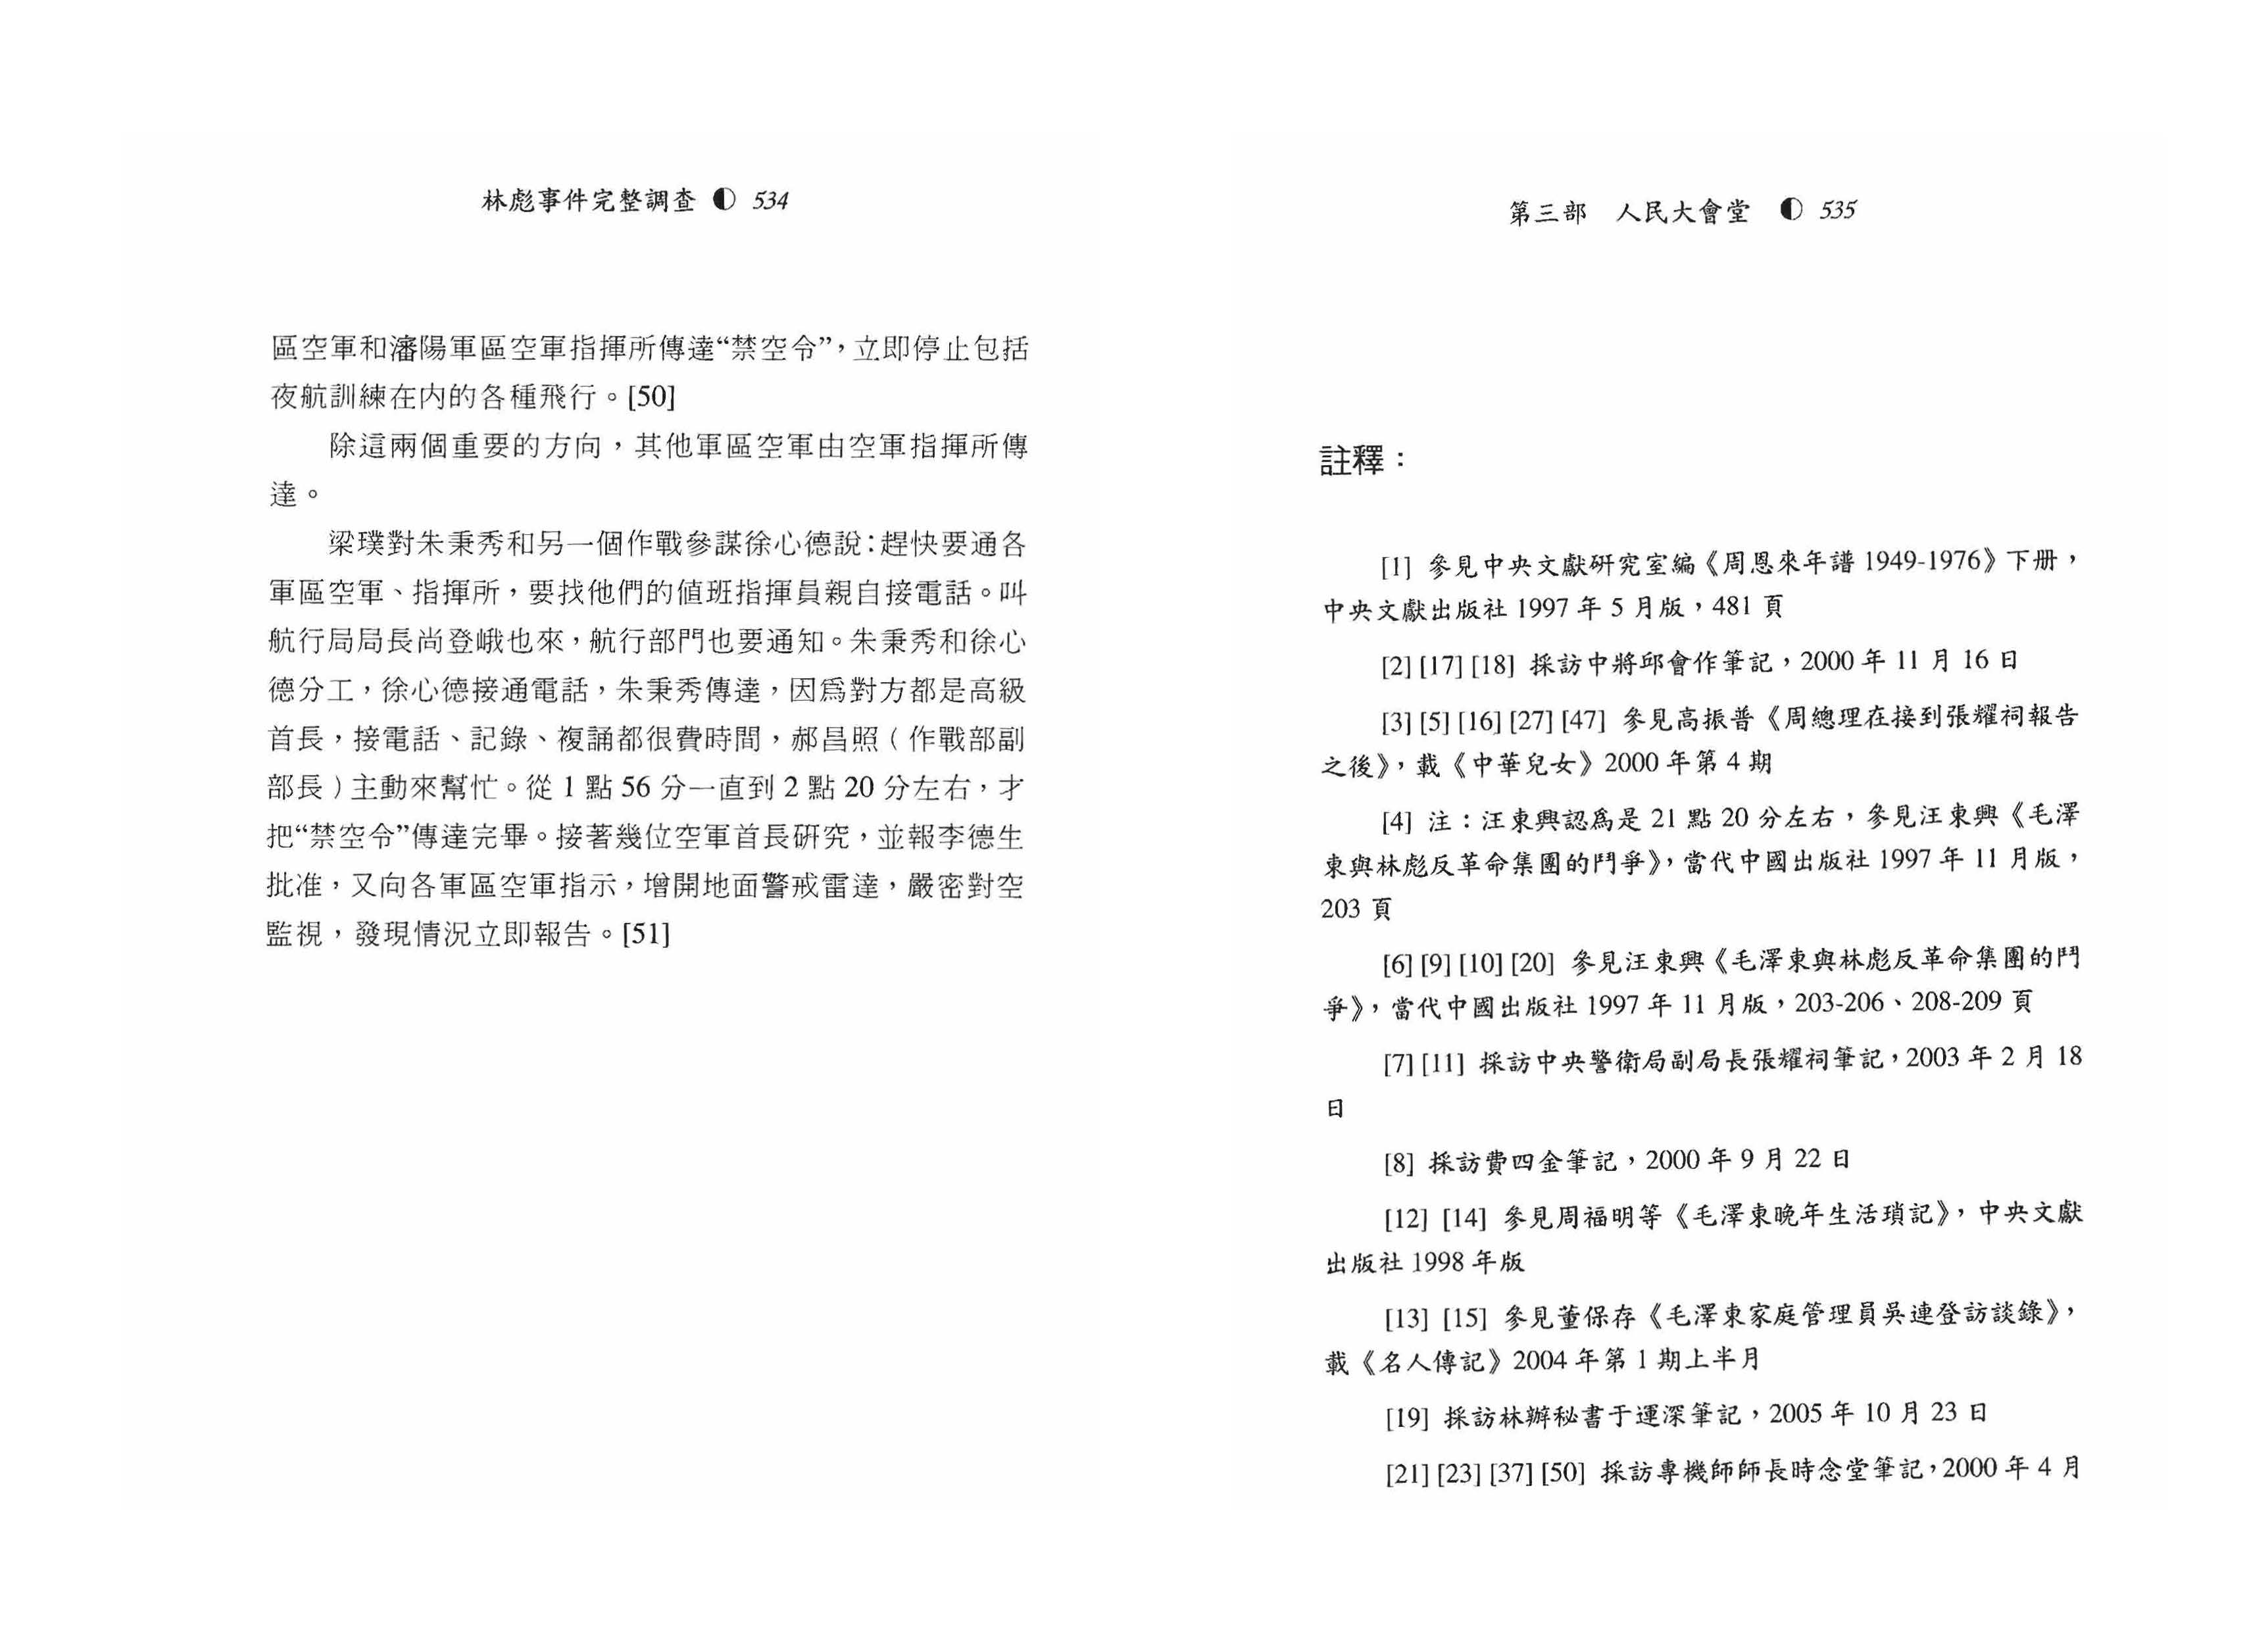 林彪事件完整調查 ◐ 534
區空軍和瀋陽軍區空軍指揮所傳達“禁空令”，立即停止包括
夜航訓練在内的各種飛行。[50]
除這兩個重要的方向，其他軍區空軍由空軍指揮所傳
達。
梁璞對朱秉秀和另一個作戰參謀徐心德說：趕快要通各
軍區空軍、指揮所，要找他們的値班指揮員親自接電話。叫
航行局局長尚登峨也來，航行部門也要通知。朱秉秀和徐心
德分工，徐心德接通電話，朱秉秀傳達，因爲對方都是高級
首長，接電話、記錄、複誦都很費時間，郝昌照（作戰部副
部長）主動來幫忙。從 1 點 56 分一直到 2 點 20 分左右，才
把“禁空令”傳達完畢。接著幾位空軍首長研究，並報李德生
批准，又向各軍區空軍指示，增開地面警戒雷達，嚴密對空
監視，發現情況立即報告。[51]
第三部　人民大會堂 ◐ 535
註釋：
[1] 參見中央文獻研究室編《周恩來年譜 1949-1976》下册，
中央文獻出版社 1997 年 5 月版，481 頁
[2] [17] [18] 採訪中將邱會作筆記，2000 年 11 月 16 日
[3] [5] [16] [27] [47] 參見高振普《周總理在接到張耀祠報告
之後》，載《中華兒女》2000 年第 4 期
[4] 注：汪東興認爲是 21 點 20 分左右，參見汪東興《毛澤
東與林彪反革命集團的鬥爭》，當代中國出版社 1997 年 11 月版，
203 頁
[6] [9] [10] [20] 參見汪東興《毛澤東與林彪反革命集團的鬥
爭》，當代中國出版社 1997 年 11 月版，203-206、208-209 頁
[7] [11] 採訪中央警衛局副局長張耀祠筆記，2003 年 2 月 18
日
[8] 採訪費四金筆記，2000 年 9 月 22 日
[12] [14] 參見周福明等《毛澤東晚年生活瑣記》，中央文獻
出版社 1998 年版
[13] [15] 參見董保存《毛澤東家庭管理員吳連登訪談錄》，
載《名人傳記》2004 年第 1 期上半月
[19] 採訪林辦秘書于運深筆記，2005 年 10 月 23 日
[21] [23] [37] [50] 採訪專機師師長時念堂筆記，2000 年 4 月